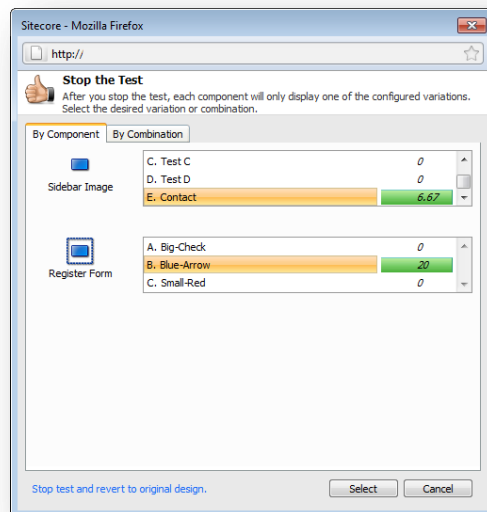 Sitecore - Mozilla Firefox
http://
Stop the Test
After you stop the test, each component will only display one of the configured variations.
Select the desired variation or combination.
By Component By Combination
Sidebar Image
C. Test C 0
D. Test D 0
E. Contact 6.67
Register Form
A. Big-Check 0
B. Blue-Arrow 20
C. Small-Red 0
Stop test and revert to original design. Select Cancel